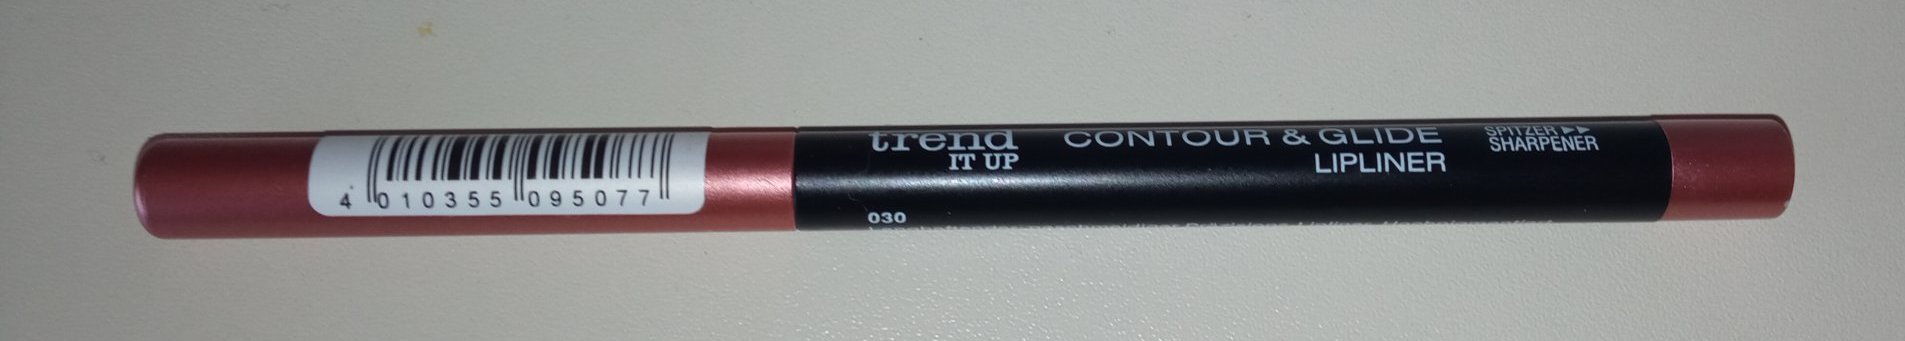 4 010355 095077
trend
IT UP
CONTOUR & GLIDE
LIPLINER
SPITZER ▸▸
SHARPENER
030